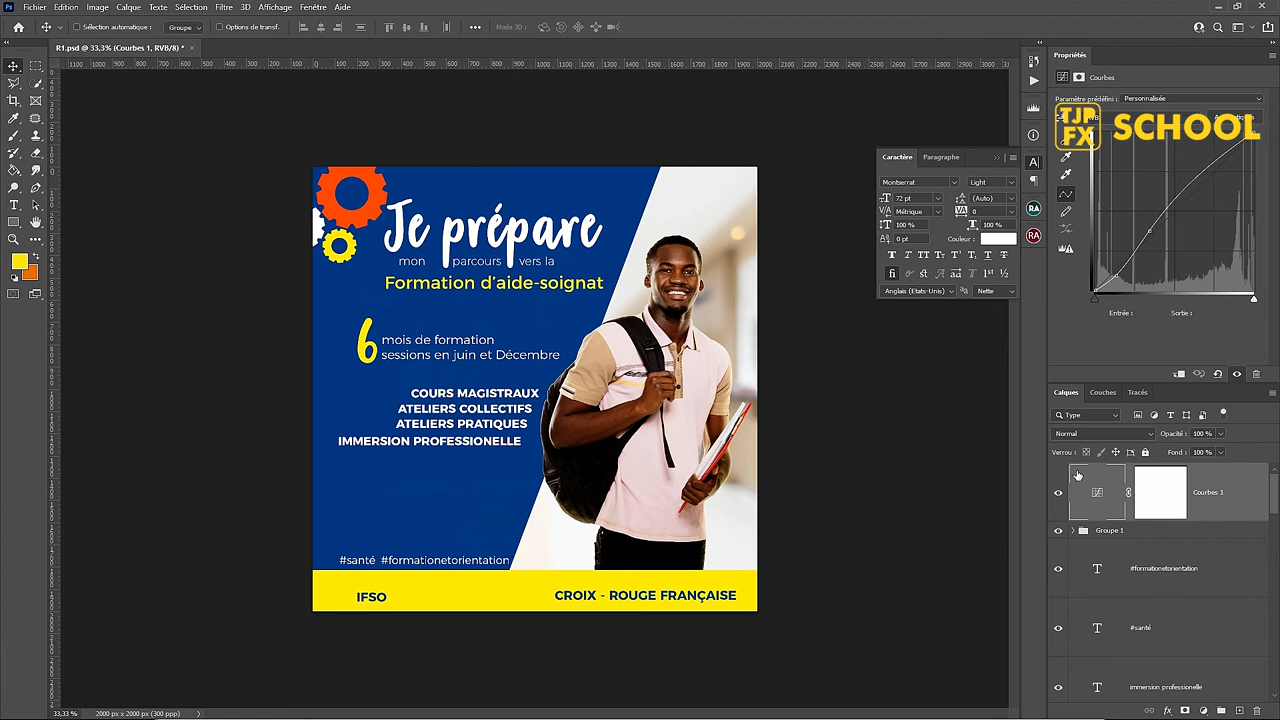 Fichier Edition Image Calque Texte Sélection Filtre 3D Affichage Fenêtre Aide
Sélection automatique : Groupe Options de transf. Mode 3D :
R1.psd @ 33,3% (Courbes 1, RVB/8) *
Propriétés
Courbes
Paramètre prédéfini : Personnalisée
TJP FX SCHOOL
Caractère Paragraphe
Montserrat Light
72 pt (Auto)
Métrique 0
100 % 100 %
0 pt Couleur :
Anglais (Etats-Unis) Nette
Entrée : Sortie :
Je prépare
mon parcours vers la
Formation d'aide-soignat
6 mois de formation
sessions en juin et Décembre
COURS MAGISTRAUX
ATELIERS COLLECTIFS
ATELIERS PRATIQUES
IMMERSION PROFESSIONELLE
#santé #formationetorientation
IFSO CROIX - ROUGE FRANÇAISE
Calques Couches Tracés
Type
Normal Opacité : 100 %
Verrou : Fond : 100 %
Courbes 1
Groupe 1
#formationetorientation
#santé
immersion professionelle
33,33 % 2000 px x 2000 px (300 ppp)